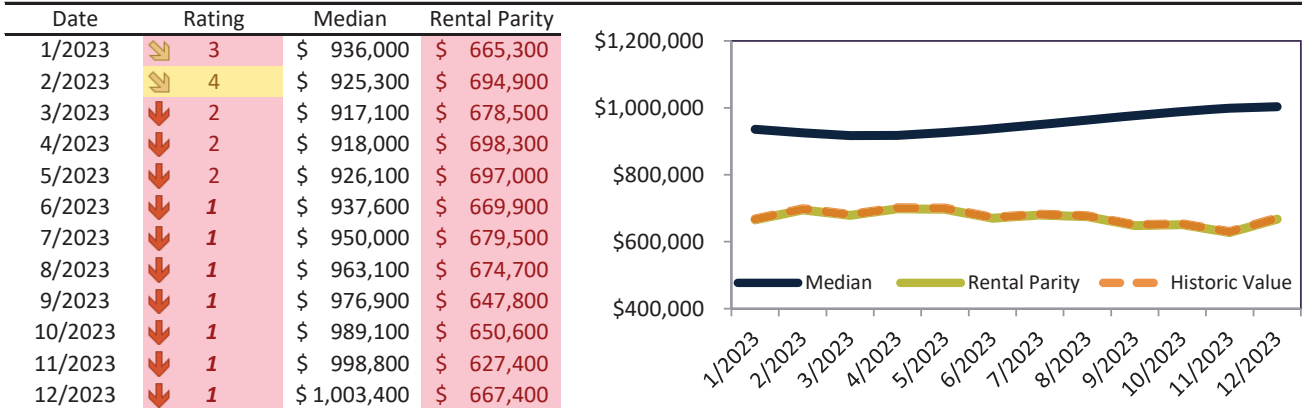 Date Rating Median Rental Parity
1/2023 3 $ 936,000 $ 665,300
2/2023 4 $ 925,300 $ 694,900
3/2023 2 $ 917,100 $ 678,500
4/2023 2 $ 918,000 $ 698,300
5/2023 2 $ 926,100 $ 697,000
6/2023 1 $ 937,600 $ 669,900
7/2023 1 $ 950,000 $ 679,500
8/2023 1 $ 963,100 $ 674,700
9/2023 1 $ 976,900 $ 647,800
10/2023 1 $ 989,100 $ 650,600
11/2023 1 $ 998,800 $ 627,400
12/2023 1 $ 1,003,400 $ 667,400
$1,200,000
$1,000,000
$800,000
$600,000
$400,000
Median Rental Parity Historic Value
1/2023 2/2023 3/2023 4/2023 5/2023 6/2023 7/2023 8/2023 9/2023 10/2023 11/2023 12/2023